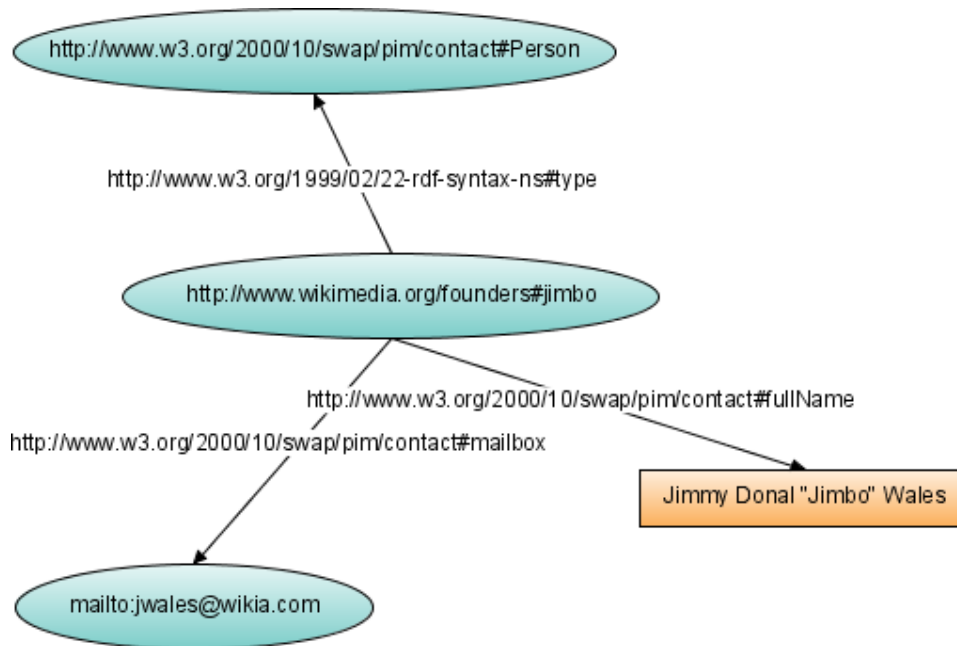 http://www.w3.org/2000/10/swap/pim/contact#Person
http://www.w3.org/1999/02/22-rdf-syntax-ns#type
http://www.wikimedia.org/founders#jimbo
http://www.w3.org/2000/10/swap/pim/contact#fullName
http://www.w3.org/2000/10/swap/pim/contact#mailbox
Jimmy Donal "Jimbo" Wales
mailto:jwales@wikia.com